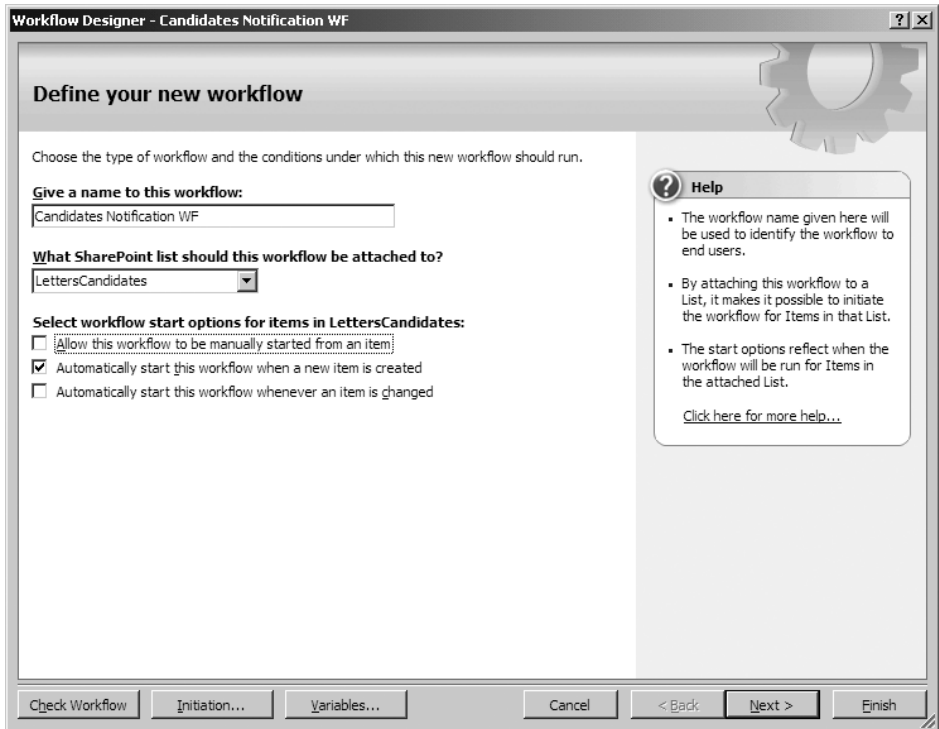 Workflow Designer - Candidates Notification WF
Define your new workflow
Choose the type of workflow and the conditions under which this new workflow should run.
Give a name to this workflow:
Candidates Notification WF
What SharePoint list should this workflow be attached to?
LettersCandidates
Select workflow start options for items in LettersCandidates:
Allow this workflow to be manually started from an item
Automatically start this workflow when a new item is created
Automatically start this workflow whenever an item is changed
Help
The workflow name given here will
be used to identify the workflow to
end users.
By attaching this workflow to a
List, it makes it possible to initiate
the workflow for Items in that List.
The start options reflect when the
workflow will be run for Items in
the attached List.
Click here for more help...
Check Workflow Initiation... Variables... Cancel < Back Next > Finish